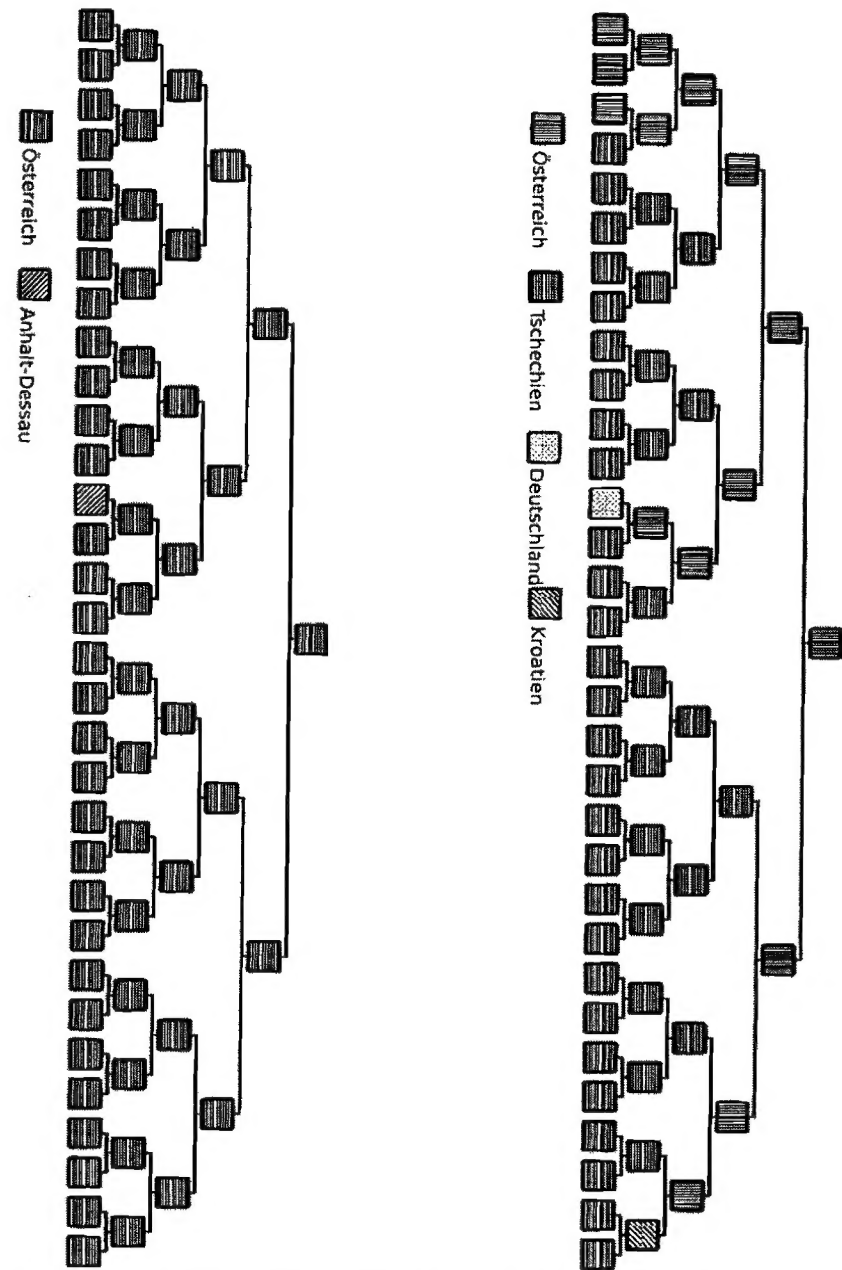 Österreich
Tschechien
Deutschland
Kroatien
Österreich
Anhalt-Dessau